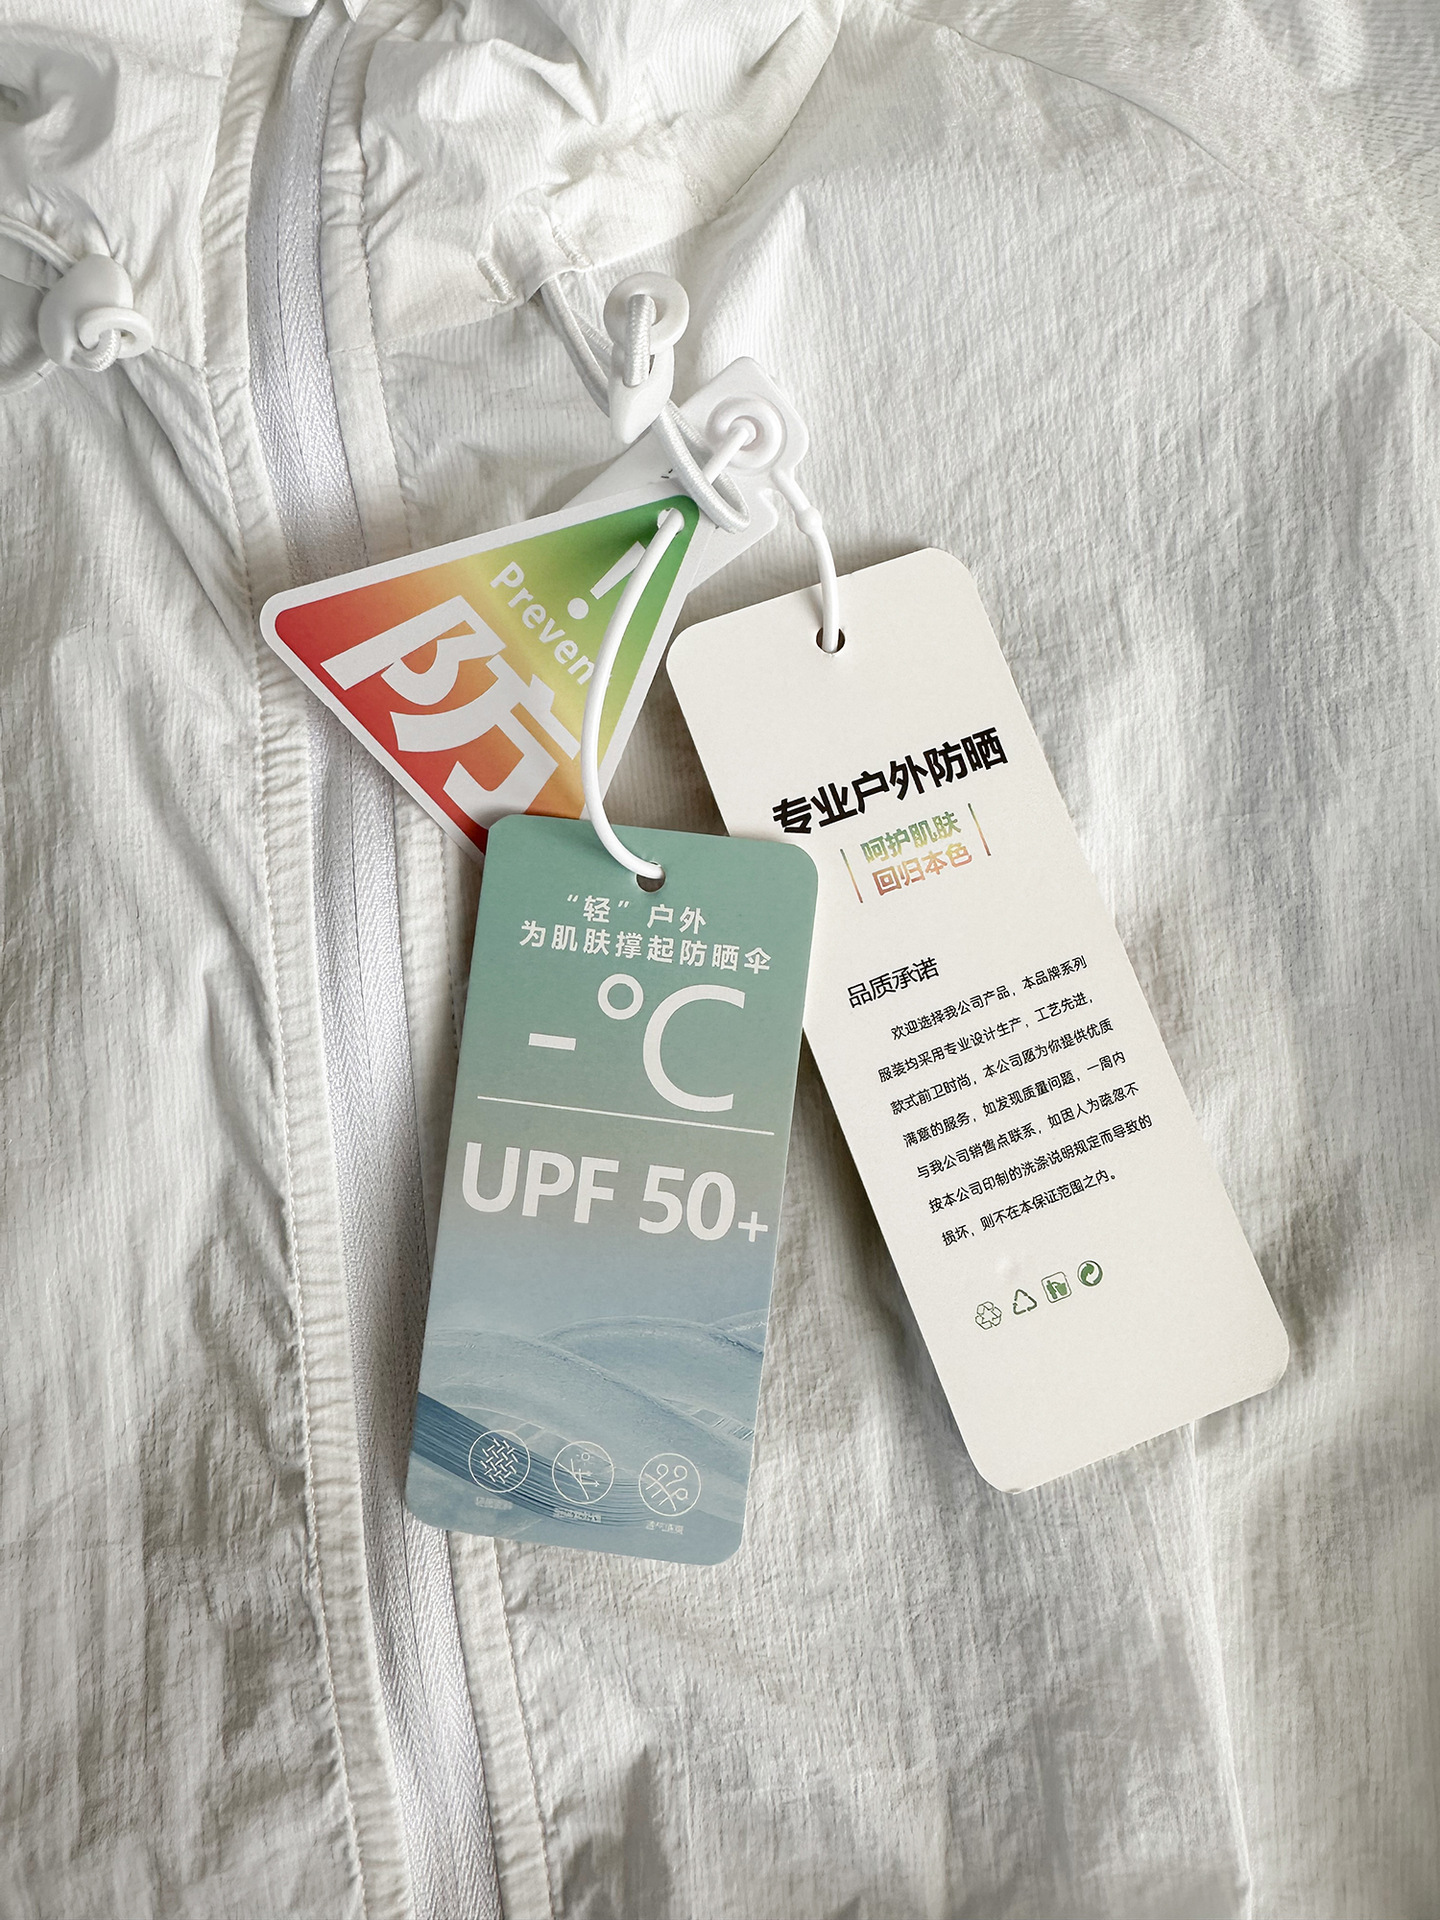 !
Preven
防
“轻”户外
为肌肤撑起防晒伞
-°C
UPF 50+
透气速爽
专业户外防晒
呵护肌肤
回归本色
品质承诺
欢迎选择我公司产品，本品牌系列
服装均采用专业设计生产，工艺先进，
款式前卫时尚，本公司愿为你提供优质
满意的服务，如发现质量问题，一周内
与我公司销售点联系，如因人为疏忽不
按本公司印制的洗涤说明规定而导致的
损坏，则不在本保证范围之内。